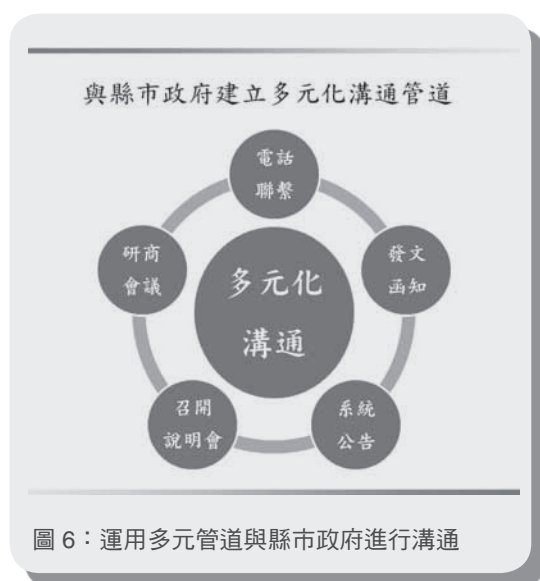 與縣市政府建立多元化溝通管道
電話
聯繫
發文
函知
系統
公告
召開
說明會
研商
會議
多元化
溝通
圖 6：運用多元管道與縣市政府進行溝通